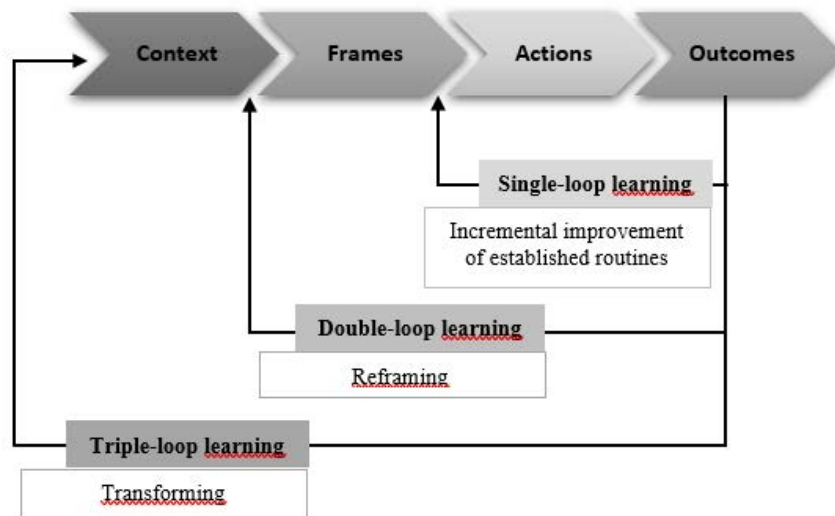 Context
Frames
Actions
Outcomes
Single-loop learning
Incremental improvement
of established routines
Double-loop learning
Reframing
Triple-loop learning
Transforming